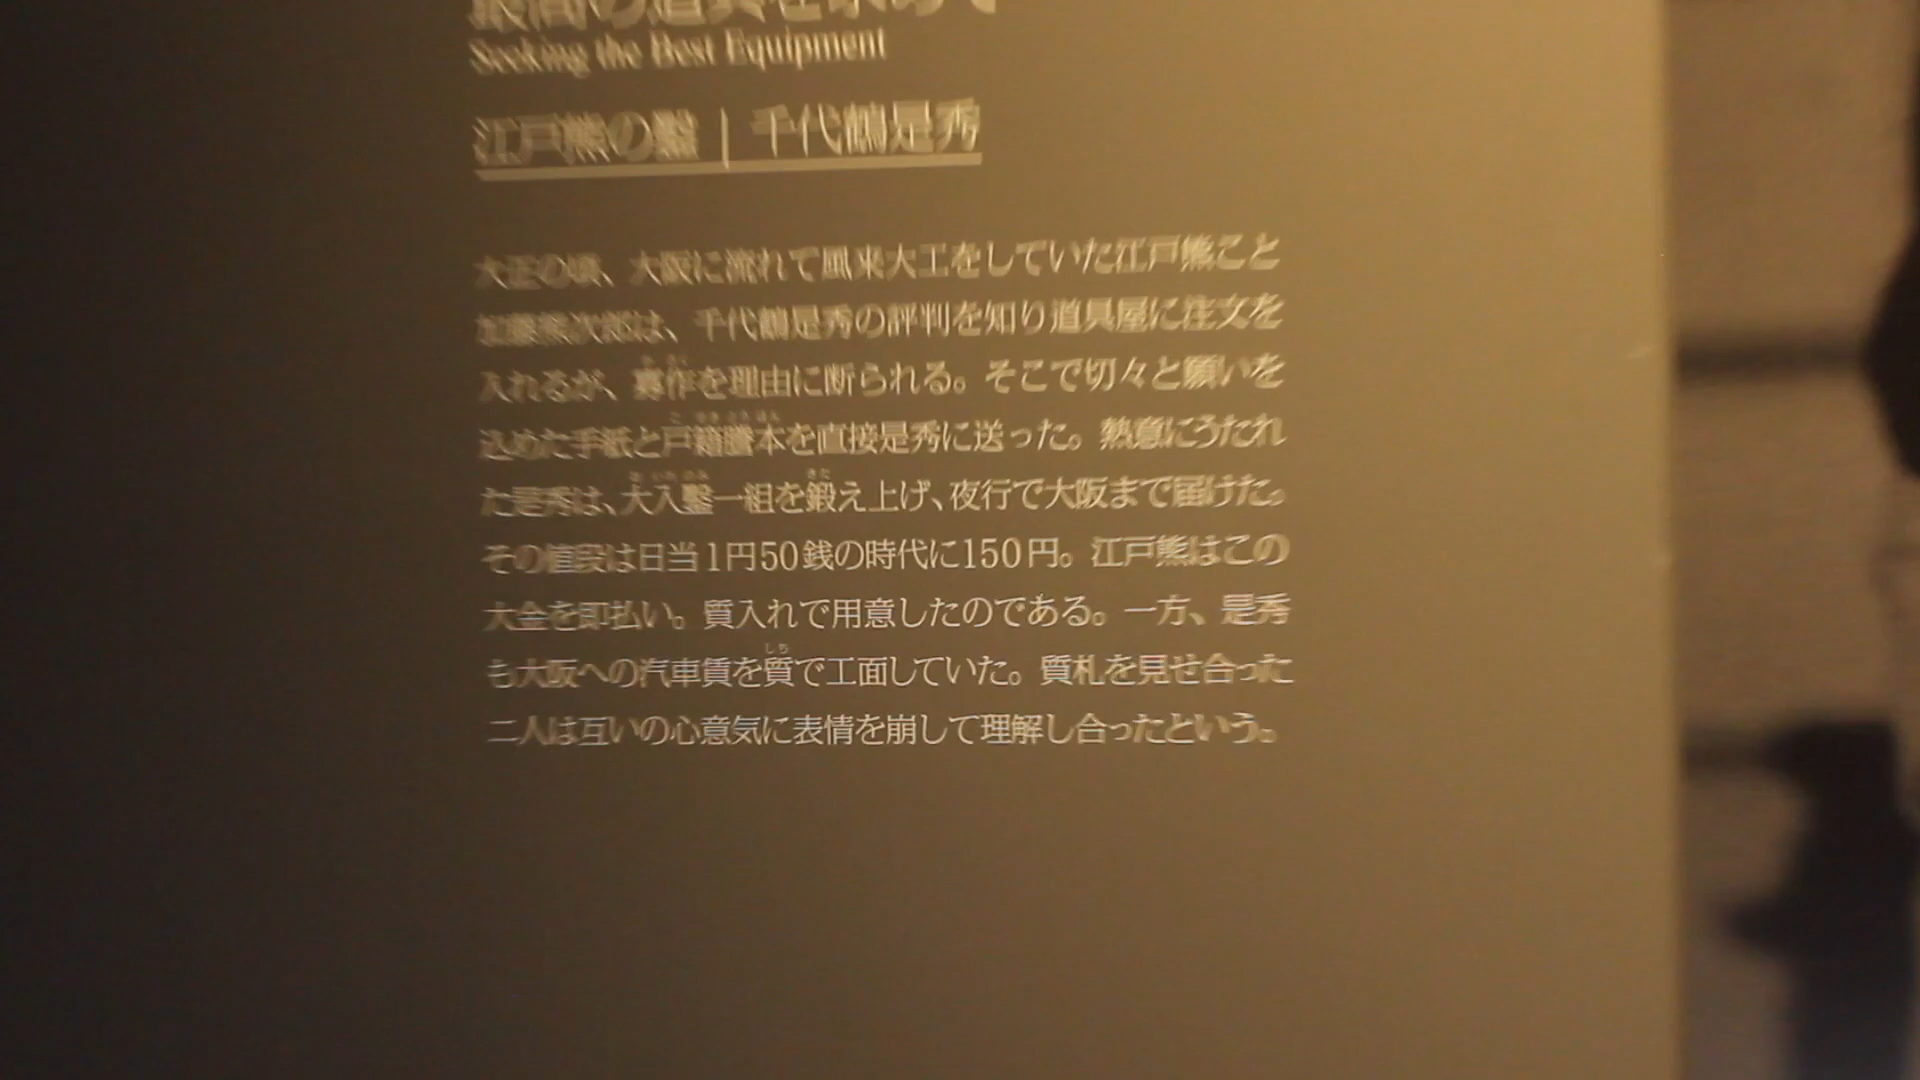 最高の道具を求めて
Seeking the Best Equipment
江戸熊の鑿 | 千代鶴是秀
大正の頃、大阪に流れて風来大工をしていた江戸熊こと
加藤熊次郎は、千代鶴是秀の評判を知り道具屋に注文を
入れるが、寡作を理由に断られる。そこで切々と願いを
込めた手紙と戸籍謄本を直接是秀に送った。熱意にうたれ
た是秀は、大入鑿一組を鍛え上げ、夜行で大阪まで届けた。
その値段は日当1円50銭の時代に150円。江戸熊はこの
大金を即払い。質入れで用意したのである。一方、是秀
も大阪への汽車賃を質で工面していた。質札を見せ合った
二人は互いの心意気に表情を崩して理解し合ったという。